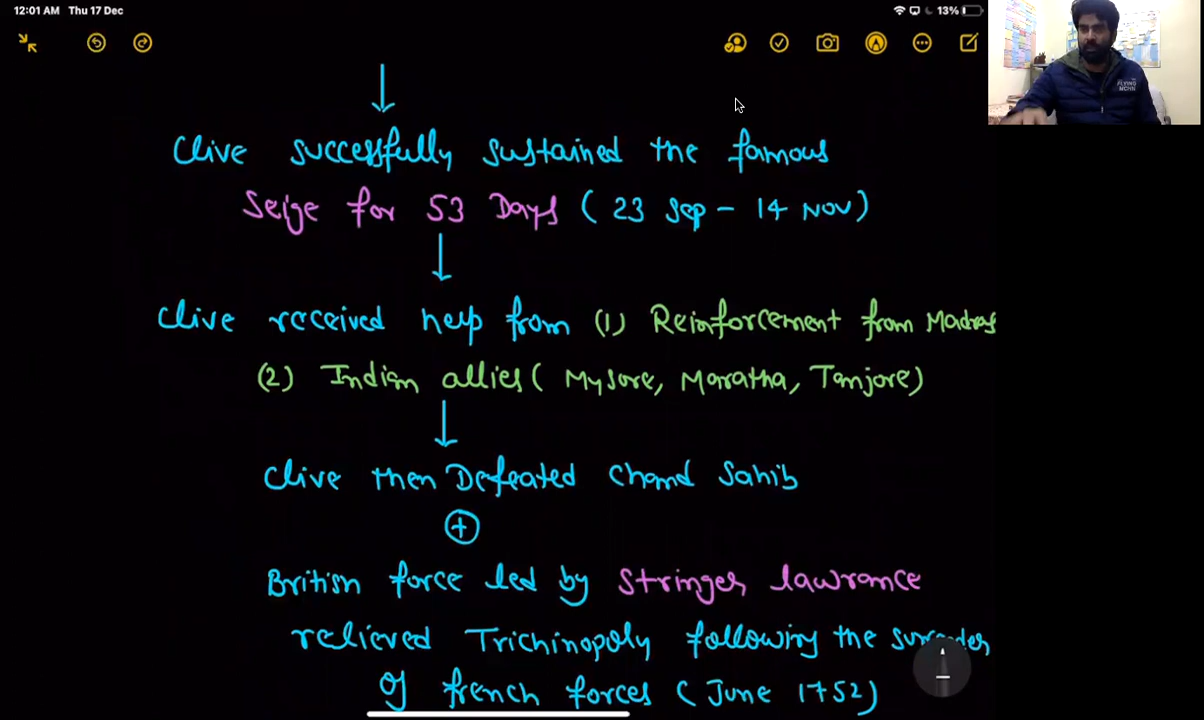 12:01 AM Thu 17 Dec
13%
FLYING
Clive successfully sustained the famous
Seige for 53 Days ( 23 Sep - 14 Nov)
Clive received help from (1) Reinforcement from Madras
(2) Indian allies ( Mysore, Maratha, Tanjore)
Clive then Defeated Chand Sahib
+
British force led by Stringer lawrance
relieved Trichinopoly following the surrender
of french forces (June 1752)